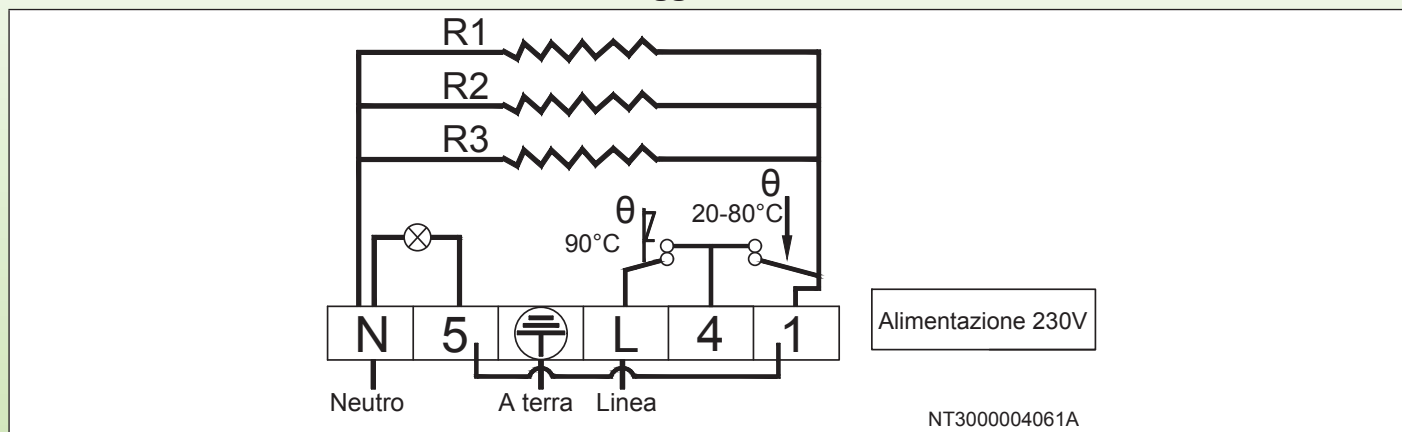 R1
R2
R3
θ
20-80°C
θ
90°C
N 5 L 4 1
Alimentazione 230V
Neutro A terra Linea
NT3000004061A